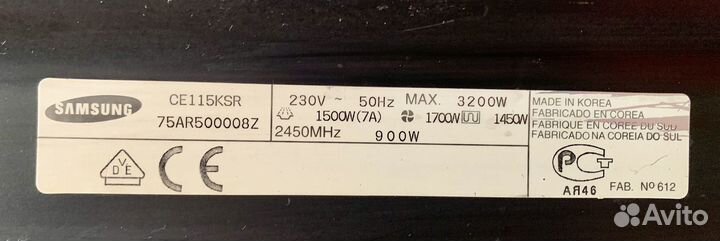 SAMSUNG
CE115KSR
75AR500008Z
230V ~ 50Hz MAX. 3200W
1500W(7A) 1700W 1450W
2450MHz 900W
MADE IN KOREA
FABRICADO EN COREA
FABRIQUE EN COREE DU SUD
FABRICADO NA COREIA DO SUL
VDE
CE
РСТ
АЯ46
FAB. No 612
Avito